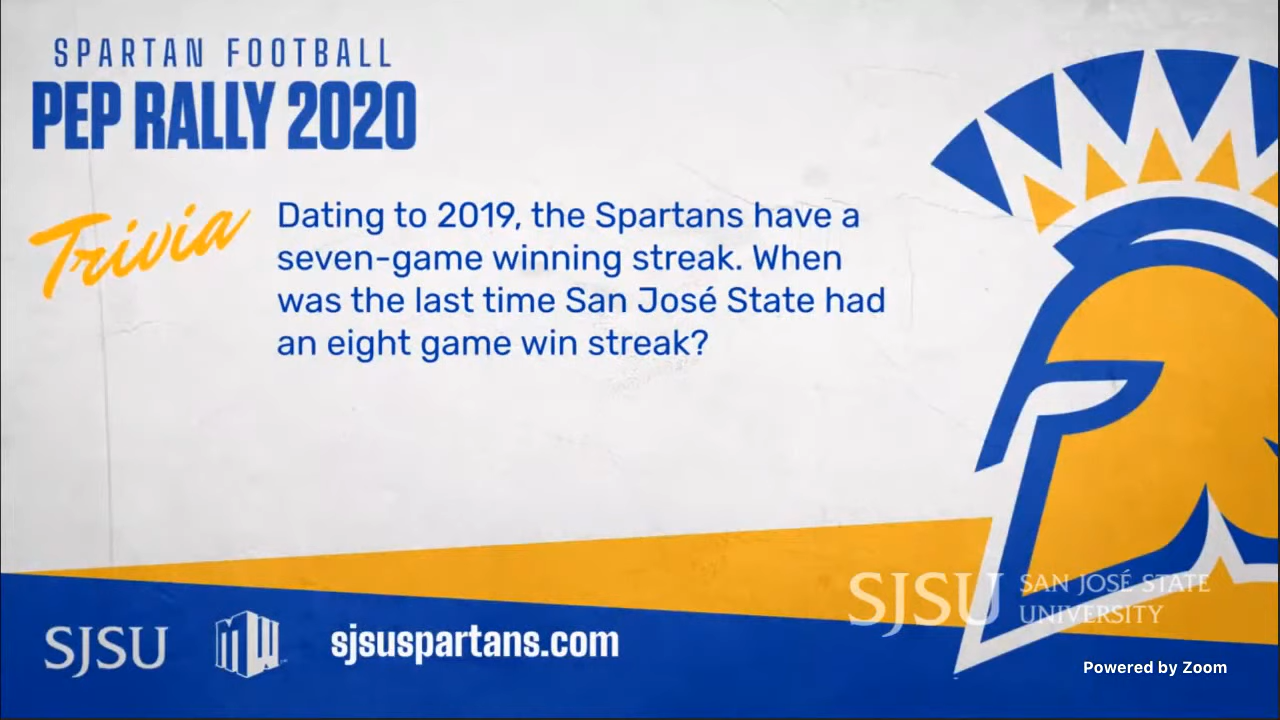 SPARTAN FOOTBALL
PEP RALLY 2020
Trivia
Dating to 2019, the Spartans have a
seven-game winning streak. When
was the last time San José State had
an eight game win streak?
SJSU SAN JOSÉ STATE
UNIVERSITY
SJSU MW sjsuspartans.com
Powered by Zoom